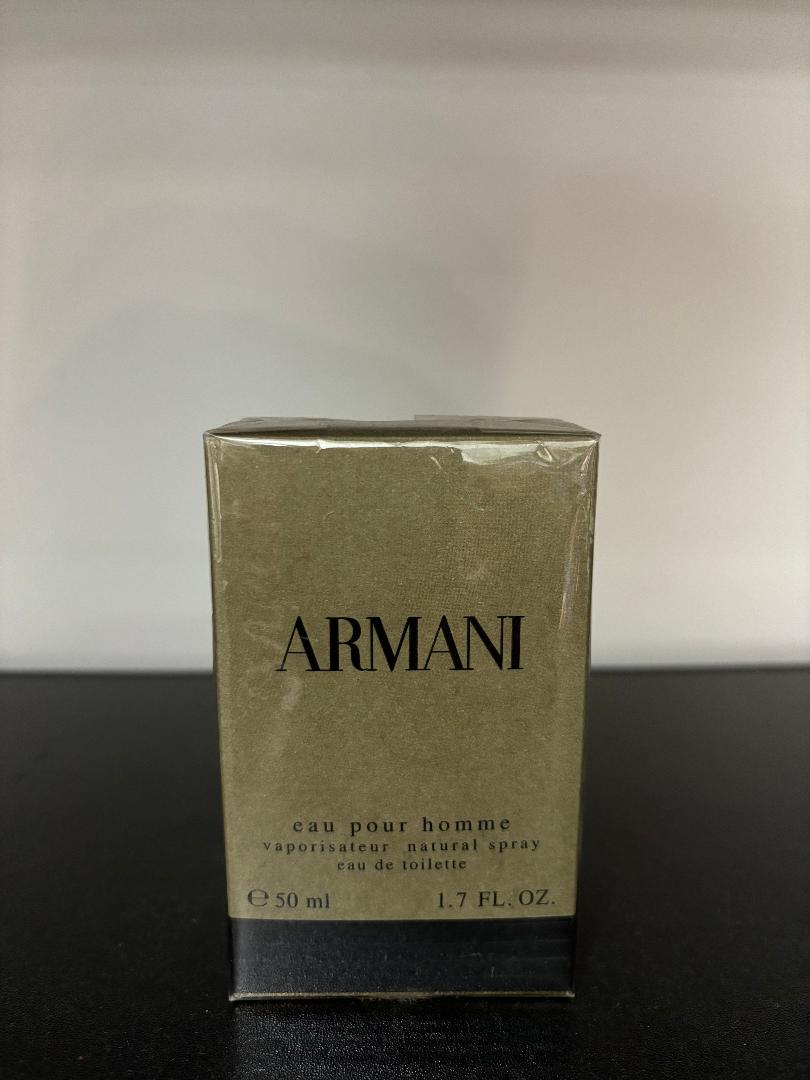 ARMANI
eau pour homme
vaporisateur natural spray
eau de toilette
℮ 50 ml 1.7 FL. OZ.